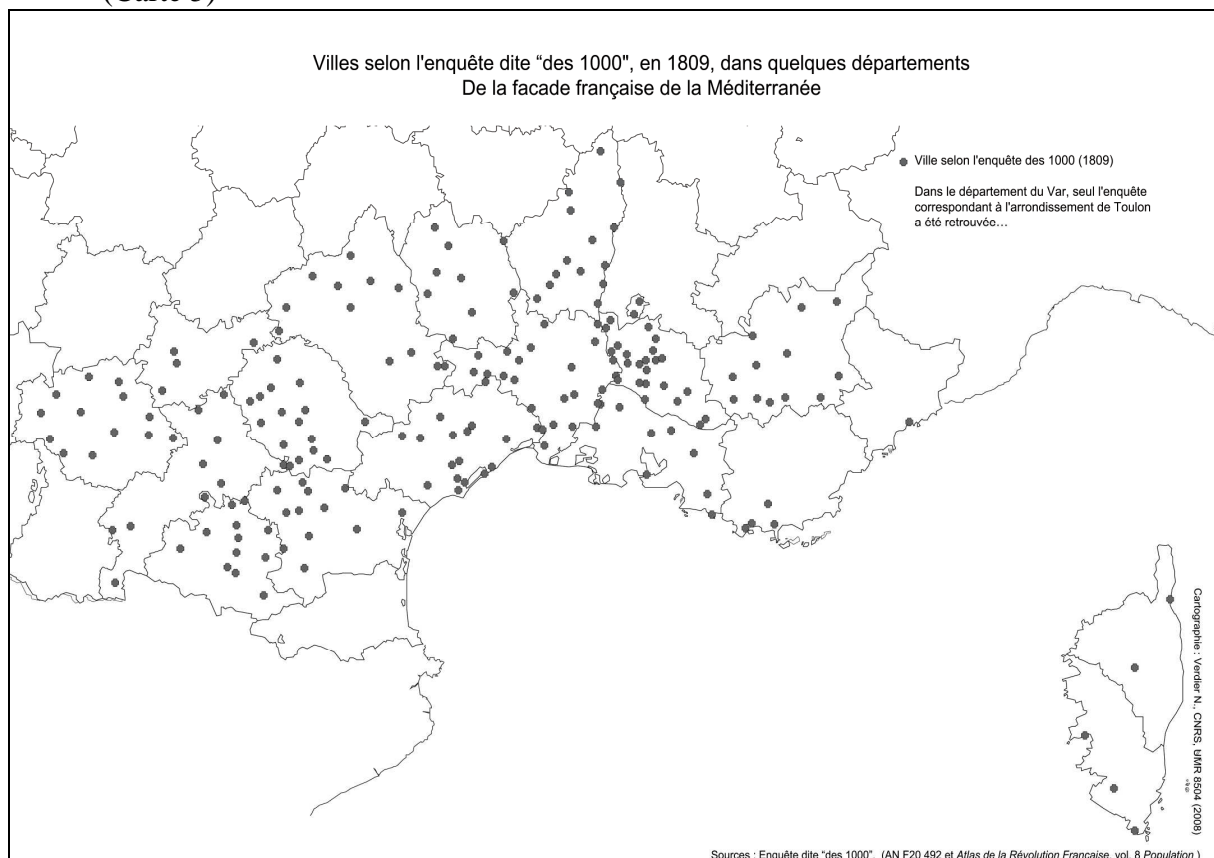 (Carte 3)
Villes selon l'enquête dite “des 1000", en 1809, dans quelques départements
De la facade française de la Méditerranée
Ville selon l'enquête des 1000 (1809)
Dans le département du Var, seul l'enquête
correspondant à l'arrondissement de Toulon
a été retrouvée…
Cartographie : Verdier N., CNRS, UMR 8504 (2008)
Sources : Enquête dite “des 1000", (AN F20 492 et Atlas de la Révolution Française, vol. 8 Population )